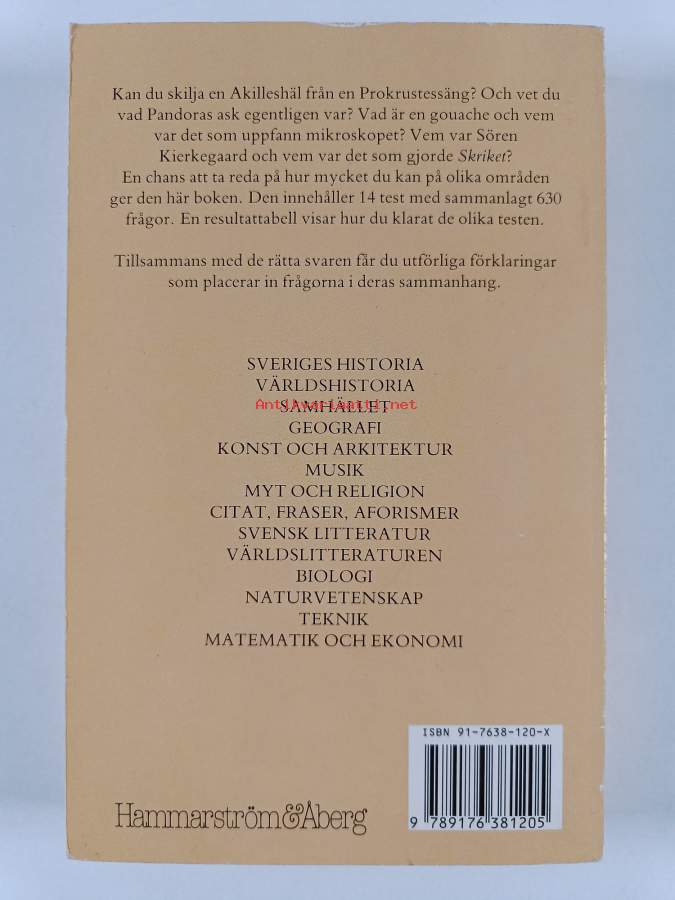 Kan du skilja en Akilleshäl från en Prokrustessäng? Och vet du
vad Pandoras ask egentligen var? Vad är en gouache och vem
var det som uppfann mikroskopet? Vem var Sören
Kierkegaard och vem var det som gjorde Skriket?
En chans att ta reda på hur mycket du kan på olika områden
ger den här boken. Den innehåller 14 test med sammanlagt 630
frågor. En resultattabell visar hur du klarat de olika testen.
Tillsammans med de rätta svaren får du utförliga förklaringar
som placerar in frågorna i deras sammanhang.
SVERIGES HISTORIA
VÄRLDSHISTORIA
SAMHÄLLET
Antikvariaatti.net
GEOGRAFI
KONST OCH ARKITEKTUR
MUSIK
MYT OCH RELIGION
CITAT, FRASER, AFORISMER
SVENSK LITTERATUR
VÄRLDSLITTERATUREN
BIOLOGI
NATURVETENSKAP
TEKNIK
MATEMATIK OCH EKONOMI
ISBN 91-7638-120-X
9 789176 381205
Hammarström&Åberg